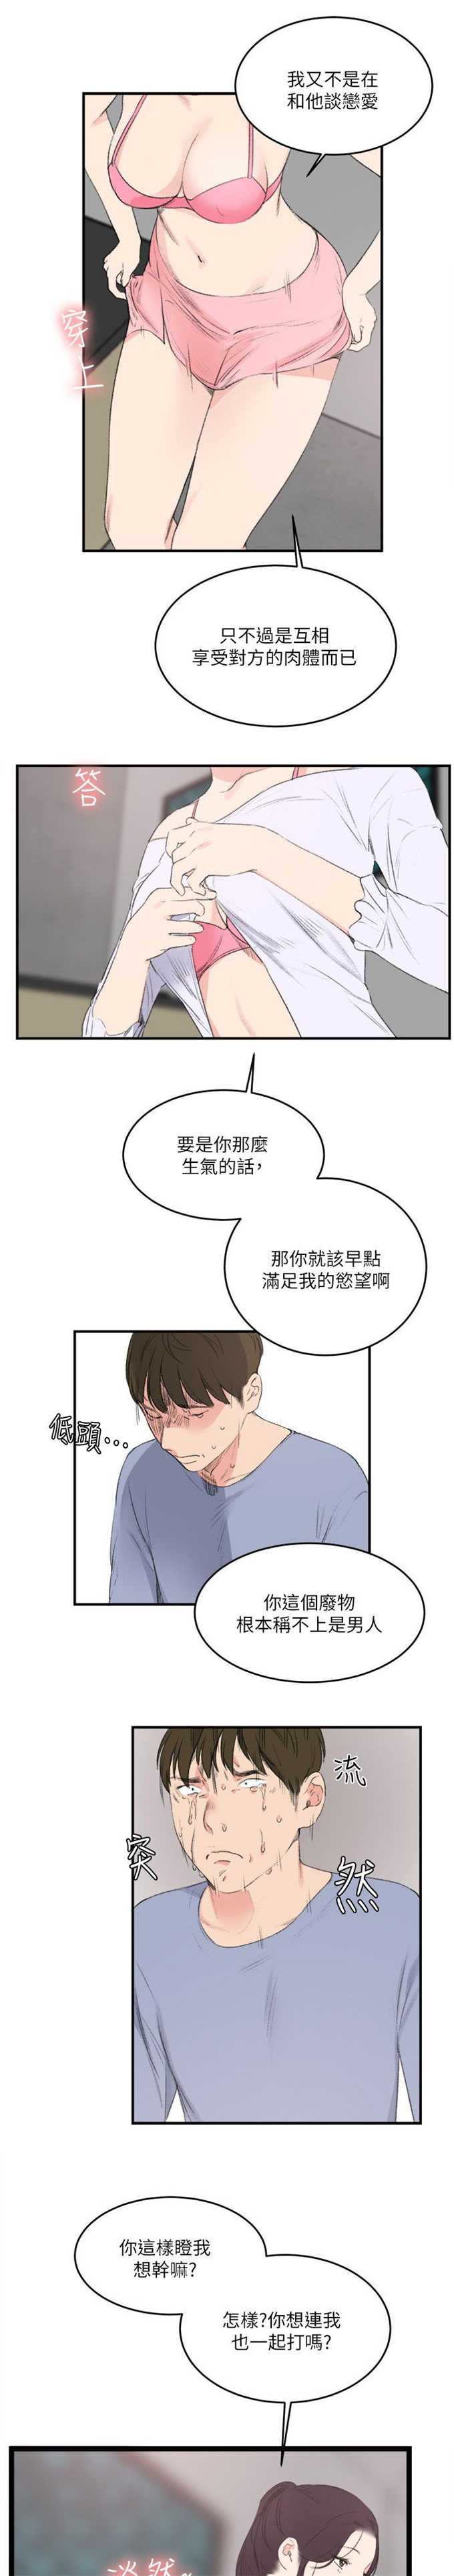 我又不是在
和他談戀愛
穿上
只不過是互相
享受對方的肉體而已
答
要是你那麼
生氣的話，
那你就該早點
滿足我的慾望啊
低頭...
你這個廢物
根本稱不上是男人
流
突然
你這樣瞪我
想幹嘛?
怎樣?你想連我
也一起打嗎?